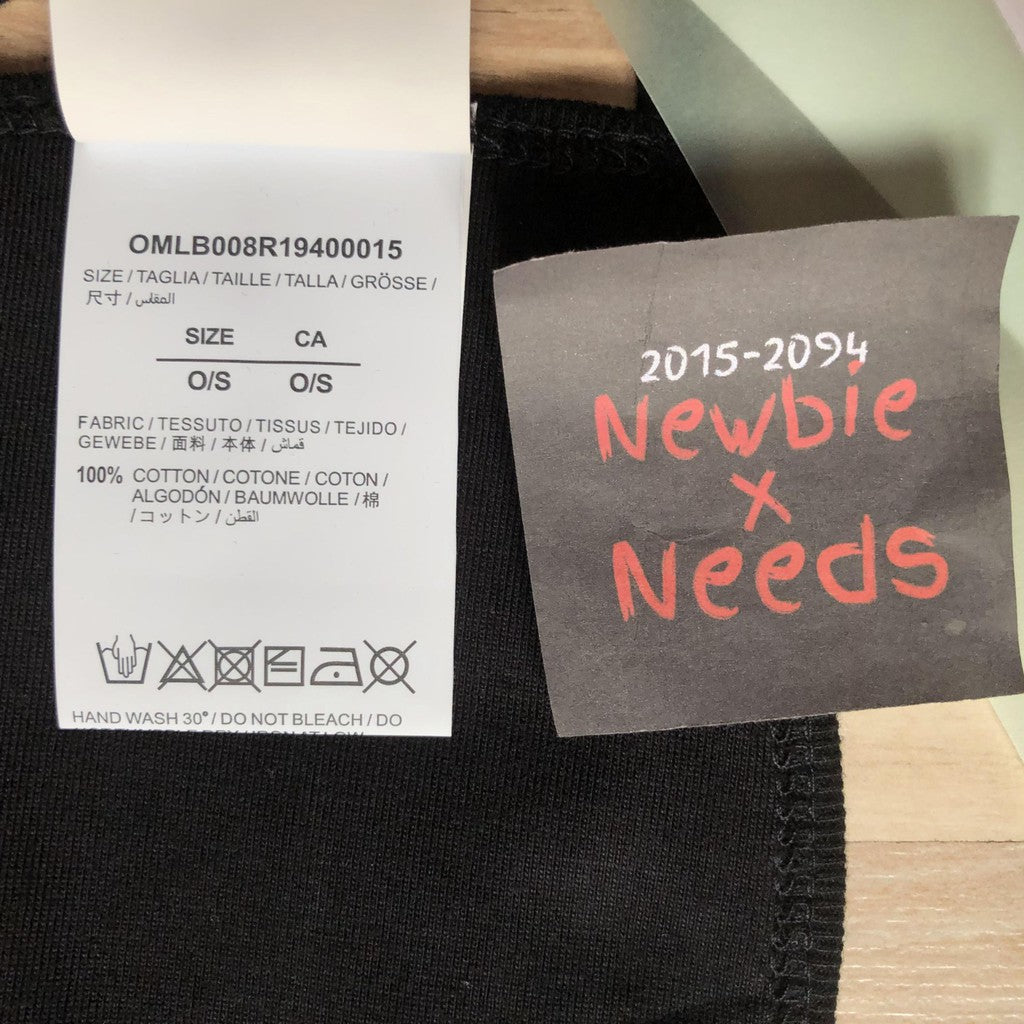 OMLB008R19400015
SIZE / TAGLIA / TAILLE / TALLA / GRÖSSE /
尺寸 / المقاس
SIZE CA
O/S O/S
FABRIC / TESSUTO / TISSUS / TEJIDO /
GEWEBE / 面料 / 本体 / قماش
100% COTTON / COTONE / COTON /
ALGODÓN / BAUMWOLLE / 棉
/ コットン / القطن
HAND WASH 30° / DO NOT BLEACH / DO
2015-2094
Newbie
x
Needs